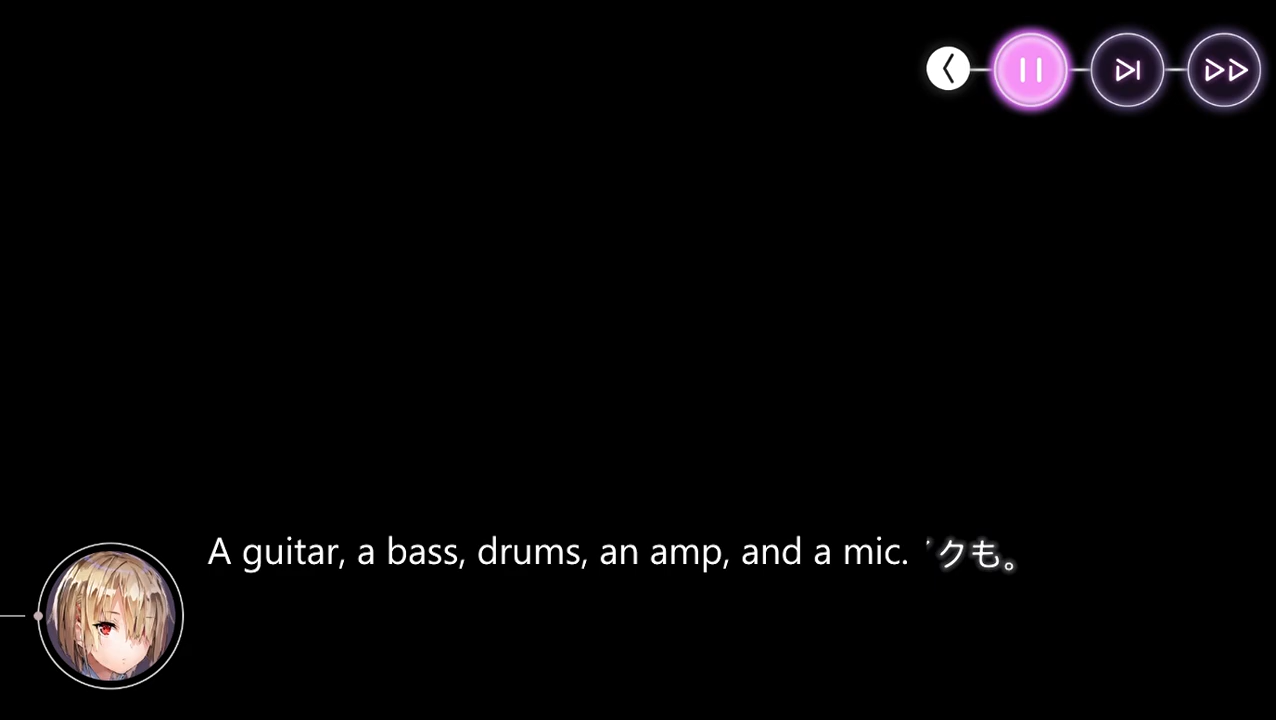 A guitar, a bass, drums, an amp, and a mic. クも。